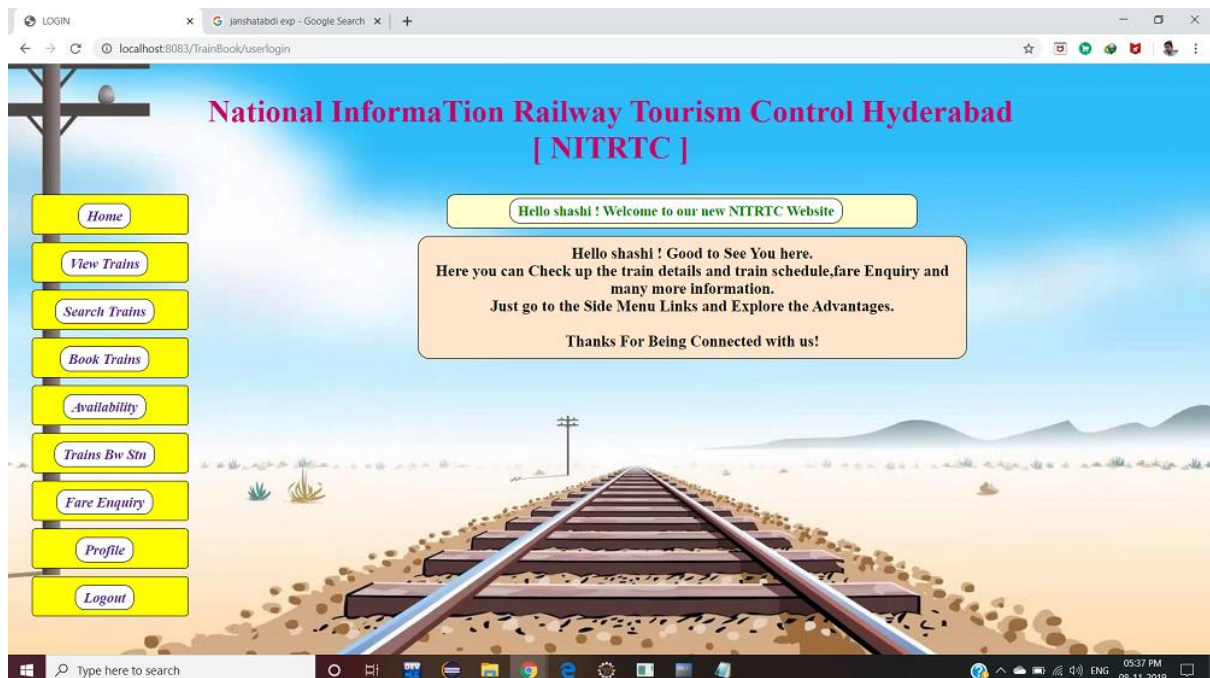 LOGIN
janshatabdi exp - Google Search
localhost:8083/TrainBook/userlogin
National InformaTion Railway Tourism Control Hyderabad
[ NITRTC ]
Home
View Trains
Search Trains
Book Trains
Availability
Trains Bw Stn
Fare Enquiry
Profile
Logout
Hello shashi ! Welcome to our new NITRTC Website
Hello shashi ! Good to See You here.
Here you can Check up the train details and train schedule,fare Enquiry and
many more information.
Just go to the Side Menu Links and Explore the Advantages.
Thanks For Being Connected with us!
Type here to search
DEV
ENG
05:37 PM
08-11-2019